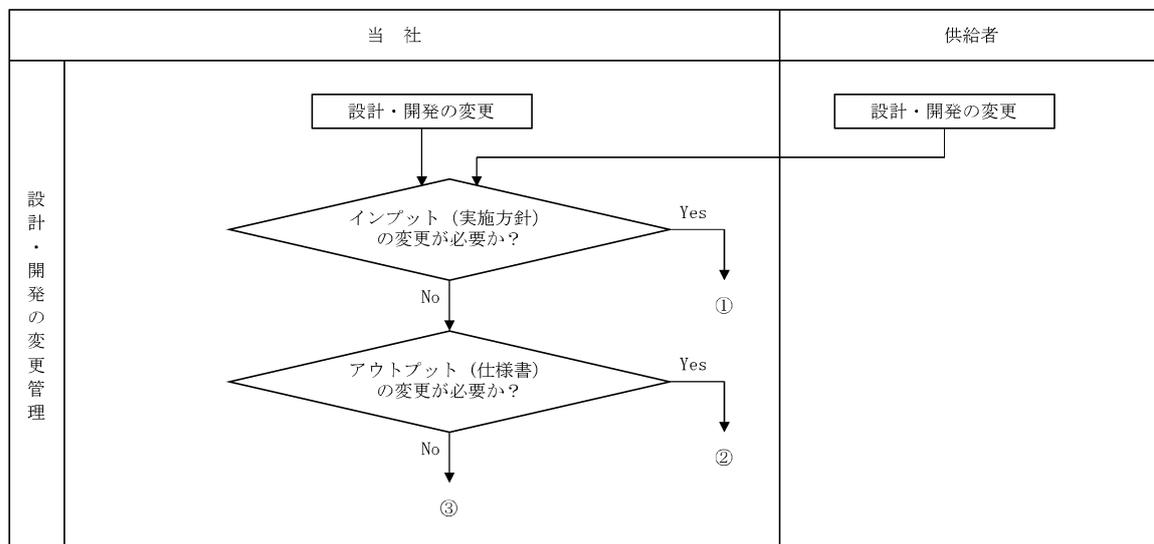 当　社
供給者
設計・開発の変更管理
設計・開発の変更
設計・開発の変更
インプット（実施方針）
の変更が必要か？
Yes
①
No
アウトプット（仕様書）
の変更が必要か？
Yes
②
No
③